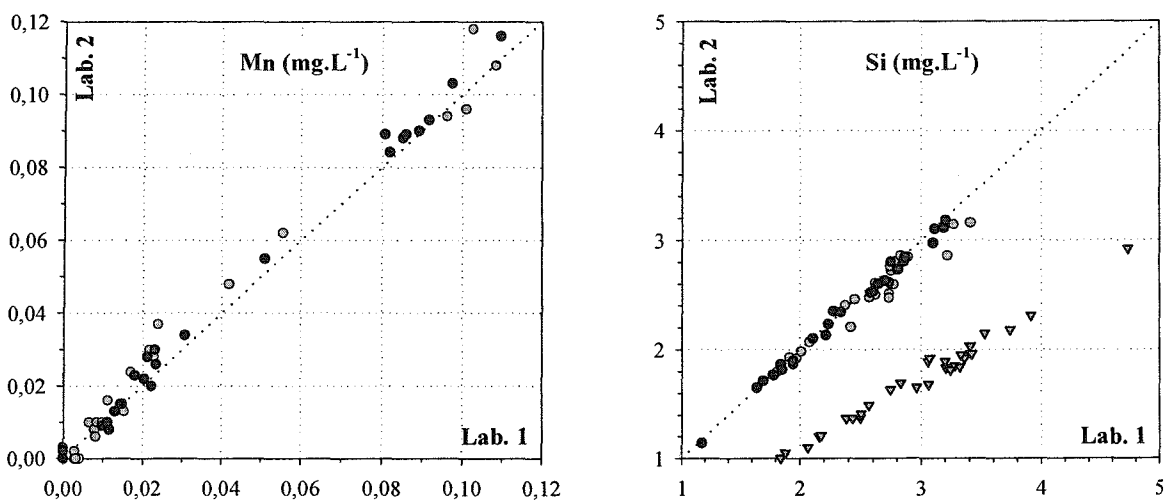 0,12
0,10
0,08
0,06
0,04
0,02
0,00
Lab. 2
Mn (mg.L-1)
Lab. 1
0,00 0,02 0,04 0,06 0,08 0,10 0,12
5
4
3
2
1
Lab. 2
Si (mg.L-1)
Lab. 1
1 2 3 4 5